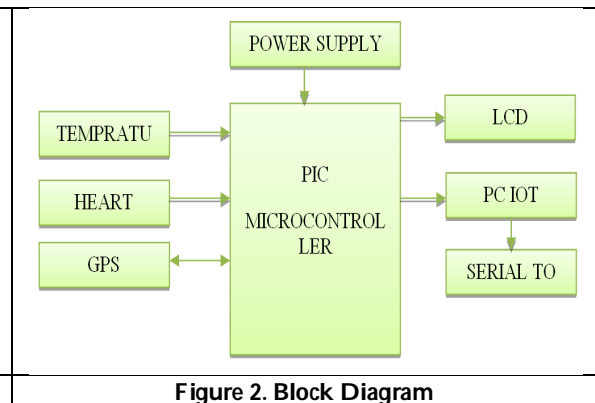 POWER SUPPLY
TEMPRATU
HEART
GPS
PIC
MICROCONTROL
LER
LCD
PC IOT
SERIAL TO
Figure 2. Block Diagram